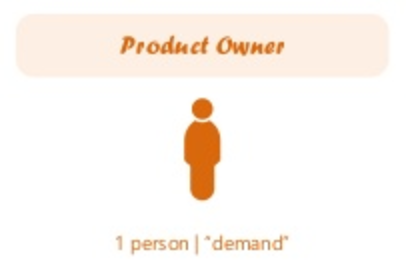 Product Owner
1 person | "demand"